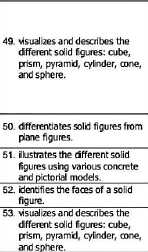 49. visualizes and describes the
different solid figures: cube,
prism, pyramid, cylinder, cone,
and sphere.
50. differentiates solid figures from
plane figures.
51. illustrates the different solid
figures using various concrete
and pictorial models.
52. identifies the faces of a solid
figure.
53. visualizes and describes the
different solid figures: cube,
prism, pyramid, cylinder, cone,
and sphere.